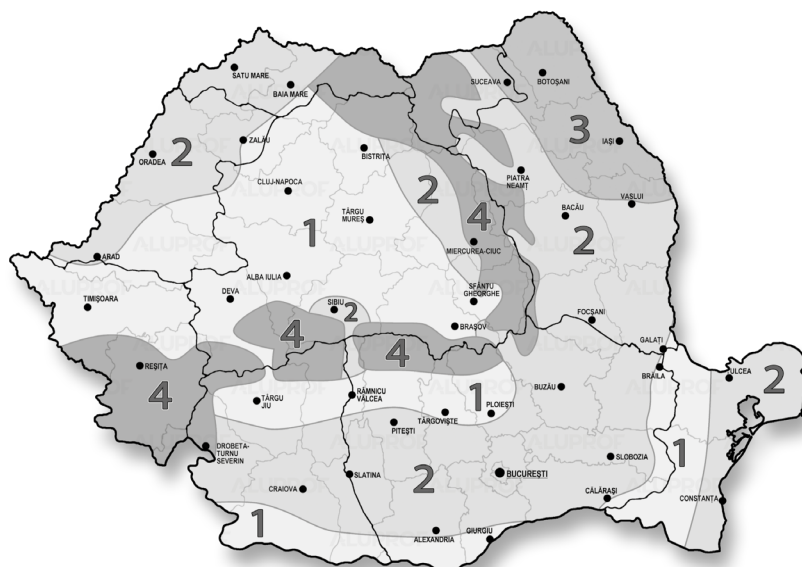 SATU MARE
BAIA MARE
SUCEAVA
BOTOȘANI
3
IAȘI
2
ORADEA
ZALĂU
BISTRIȚA
CLUJ-NAPOCA
PIATRA
NEAMȚ
VASLUI
2
BACĂU
1
TÂRGU
MUREȘ
4
2
MIERCUREA-CIUC
ARAD
ALBA IULIA
DEVA
TIMIȘOARA
SIBIU
2
SFÂNTU
GHEORGHE
FOCȘANI
BRAȘOV
4
4
GALAȚI
BRĂILA
ULCEA
2
REȘIȚA
4
TÂRGU
JIU
RÂMNICU
VÂLCEA
1
PLOIEȘTI
BUZĂU
TÂRGOVIȘTE
PITEȘTI
DROBETA-
TURNU
SEVERIN
1
SLOBOZIA
SLATINA
2
BUCUREȘTI
CRAIOVA
CĂLĂRAȘI
CONSTANȚA
1
ALEXANDRIA
GIURGIU
ALUPROF